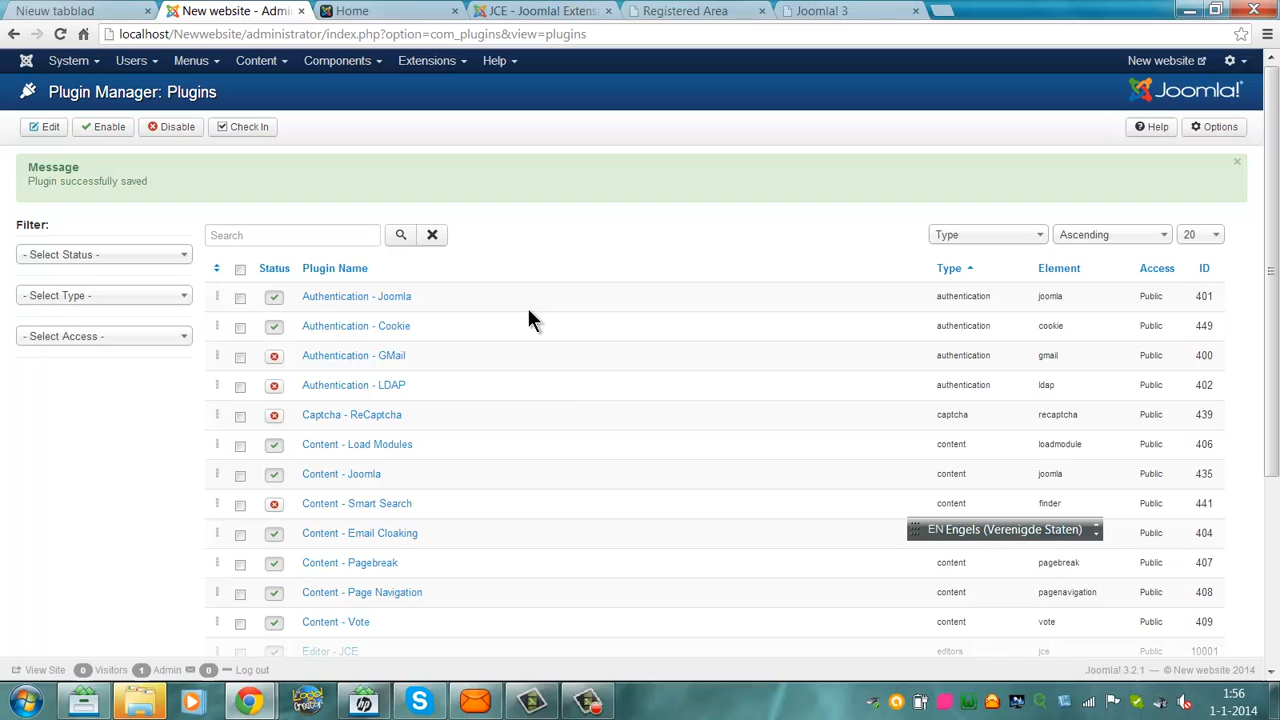 Nieuw tabblad
New website - Admi
Home
JCE - Joomla! Extens
Registered Area
Joomla! 3
localhost/Newwebsite/administrator/index.php?option=com_plugins&view=plugins
System Users Menus Content Components Extensions Help New website
Plugin Manager: Plugins
Joomla!
Edit Enable Disable Check In Help Options
Message
Plugin successfully saved
Filter:
- Select Status -
- Select Type -
- Select Access -
Search Type Ascending 20
Status Plugin Name Type Element Access ID
Authentication - Joomla authentication joomla Public 401
Authentication - Cookie authentication cookie Public 449
Authentication - GMail authentication gmail Public 400
Authentication - LDAP authentication ldap Public 402
Captcha - ReCaptcha captcha recaptcha Public 439
Content - Load Modules content loadmodule Public 406
Content - Joomla content joomla Public 435
Content - Smart Search content finder Public 441
EN Engels (Verenigde Staten)
Content - Email Cloaking 404
Content - Pagebreak content pagebreak Public 407
Content - Page Navigation content pagenavigation Public 408
Content - Vote content vote Public 409
Editor - JCE editors jce Public 10001
View Site 0 Visitors 1 Admin 0 Log out Joomla! 3.2.1 — © New website 2014
1:56
1-1-2014